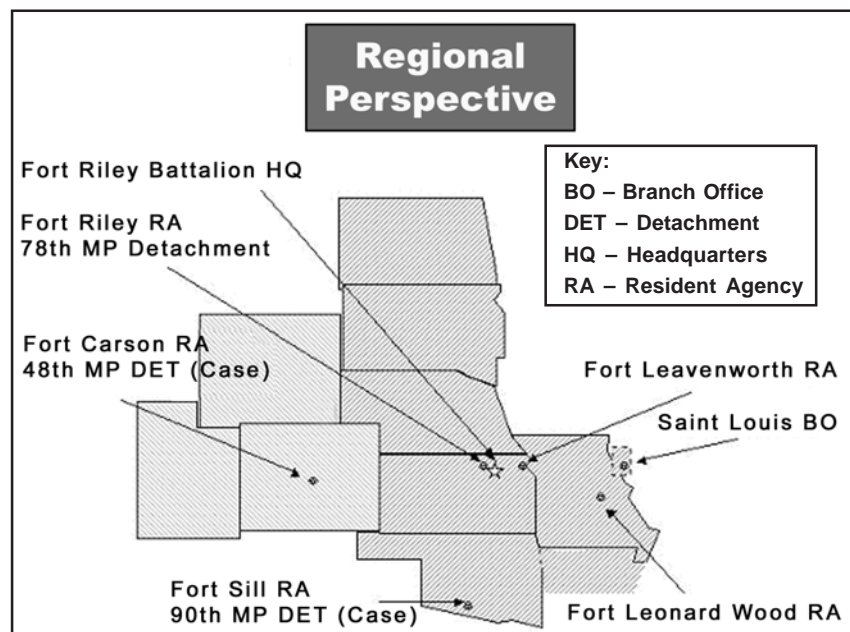 Regional
Perspective
Fort Riley Battalion HQ
Fort Riley RA
78th MP Detachment
Fort Carson RA
48th MP DET (Case)
Key:
BO – Branch Office
DET – Detachment
HQ – Headquarters
RA – Resident Agency
Fort Leavenworth RA
Saint Louis BO
Fort Sill RA
90th MP DET (Case)
Fort Leonard Wood RA